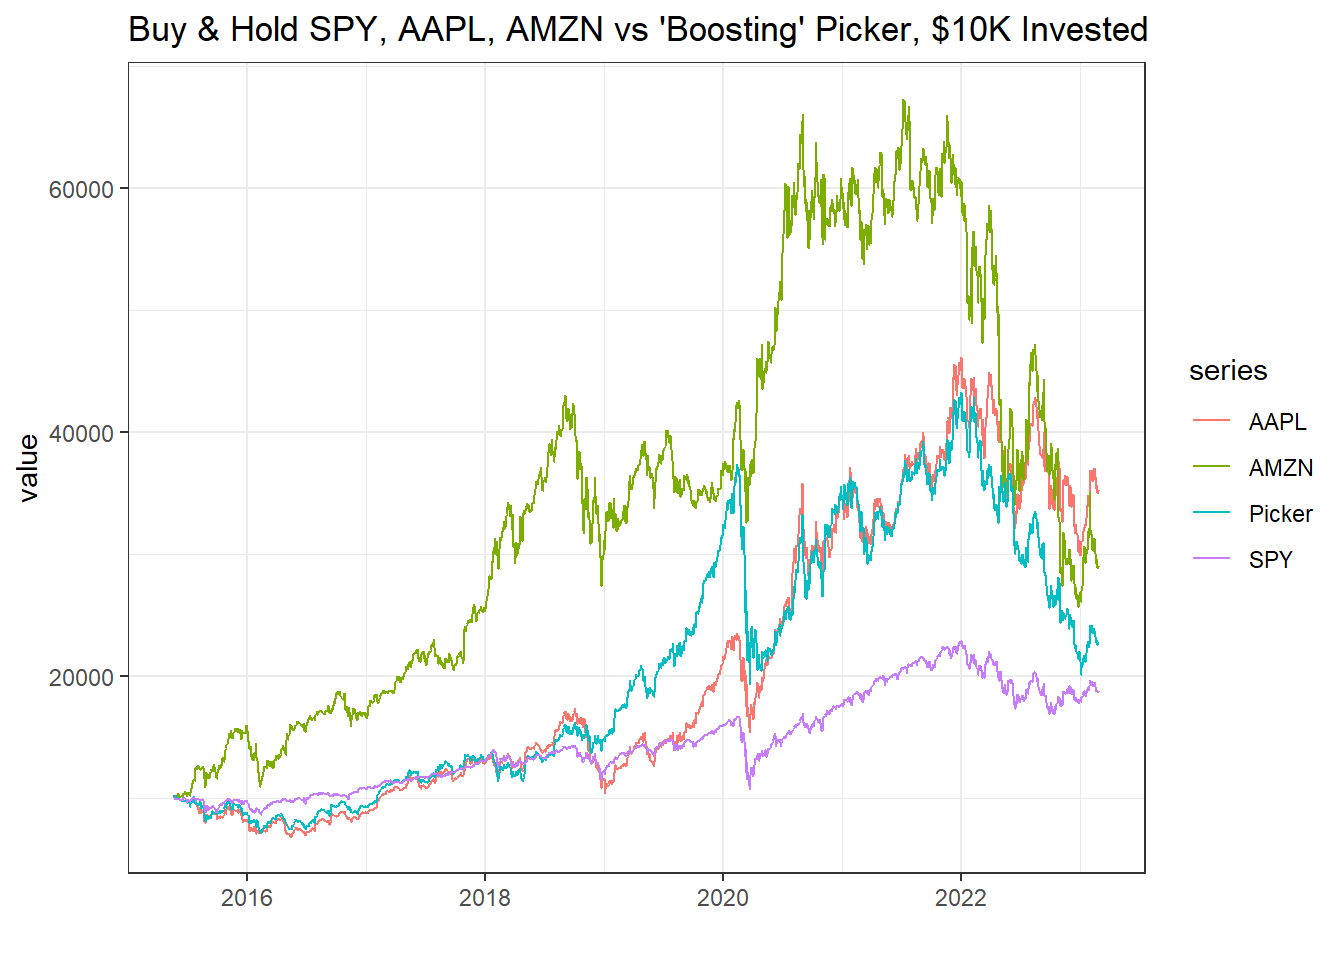 Buy & Hold SPY, AAPL, AMZN vs 'Boosting' Picker, $10K Invested
60000
40000
20000
value
2016
2018
2020
2022
series
AAPL
AMZN
Picker
SPY